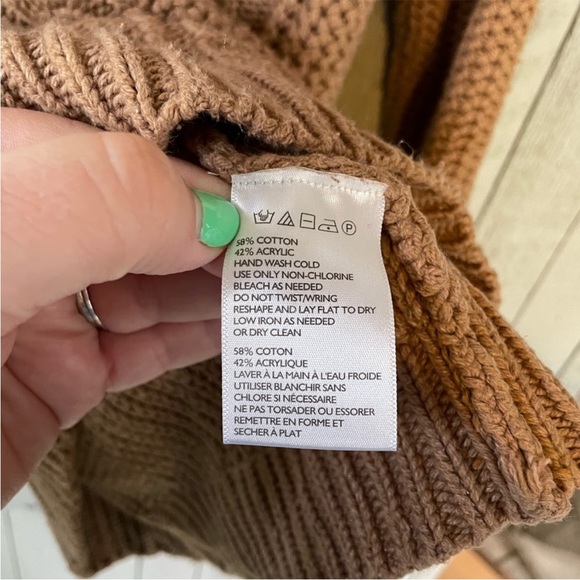 P
58% COTTON
42% ACRYLIC
HAND WASH COLD
USE ONLY NON-CHLORINE
BLEACH AS NEEDED
DO NOT TWIST/WRING
RESHAPE AND LAY FLAT TO DRY
LOW IRON AS NEEDED
OR DRY CLEAN
58% COTON
42% ACRYLIQUE
LAVER À LA MAIN À L'EAU FROIDE
UTILISER BLANCHIR SANS
CHLORE SI NÉCESSAIRE
NE PAS TORSADER OU ESSORER
REMETTRE EN FORME ET
SECHER À PLAT